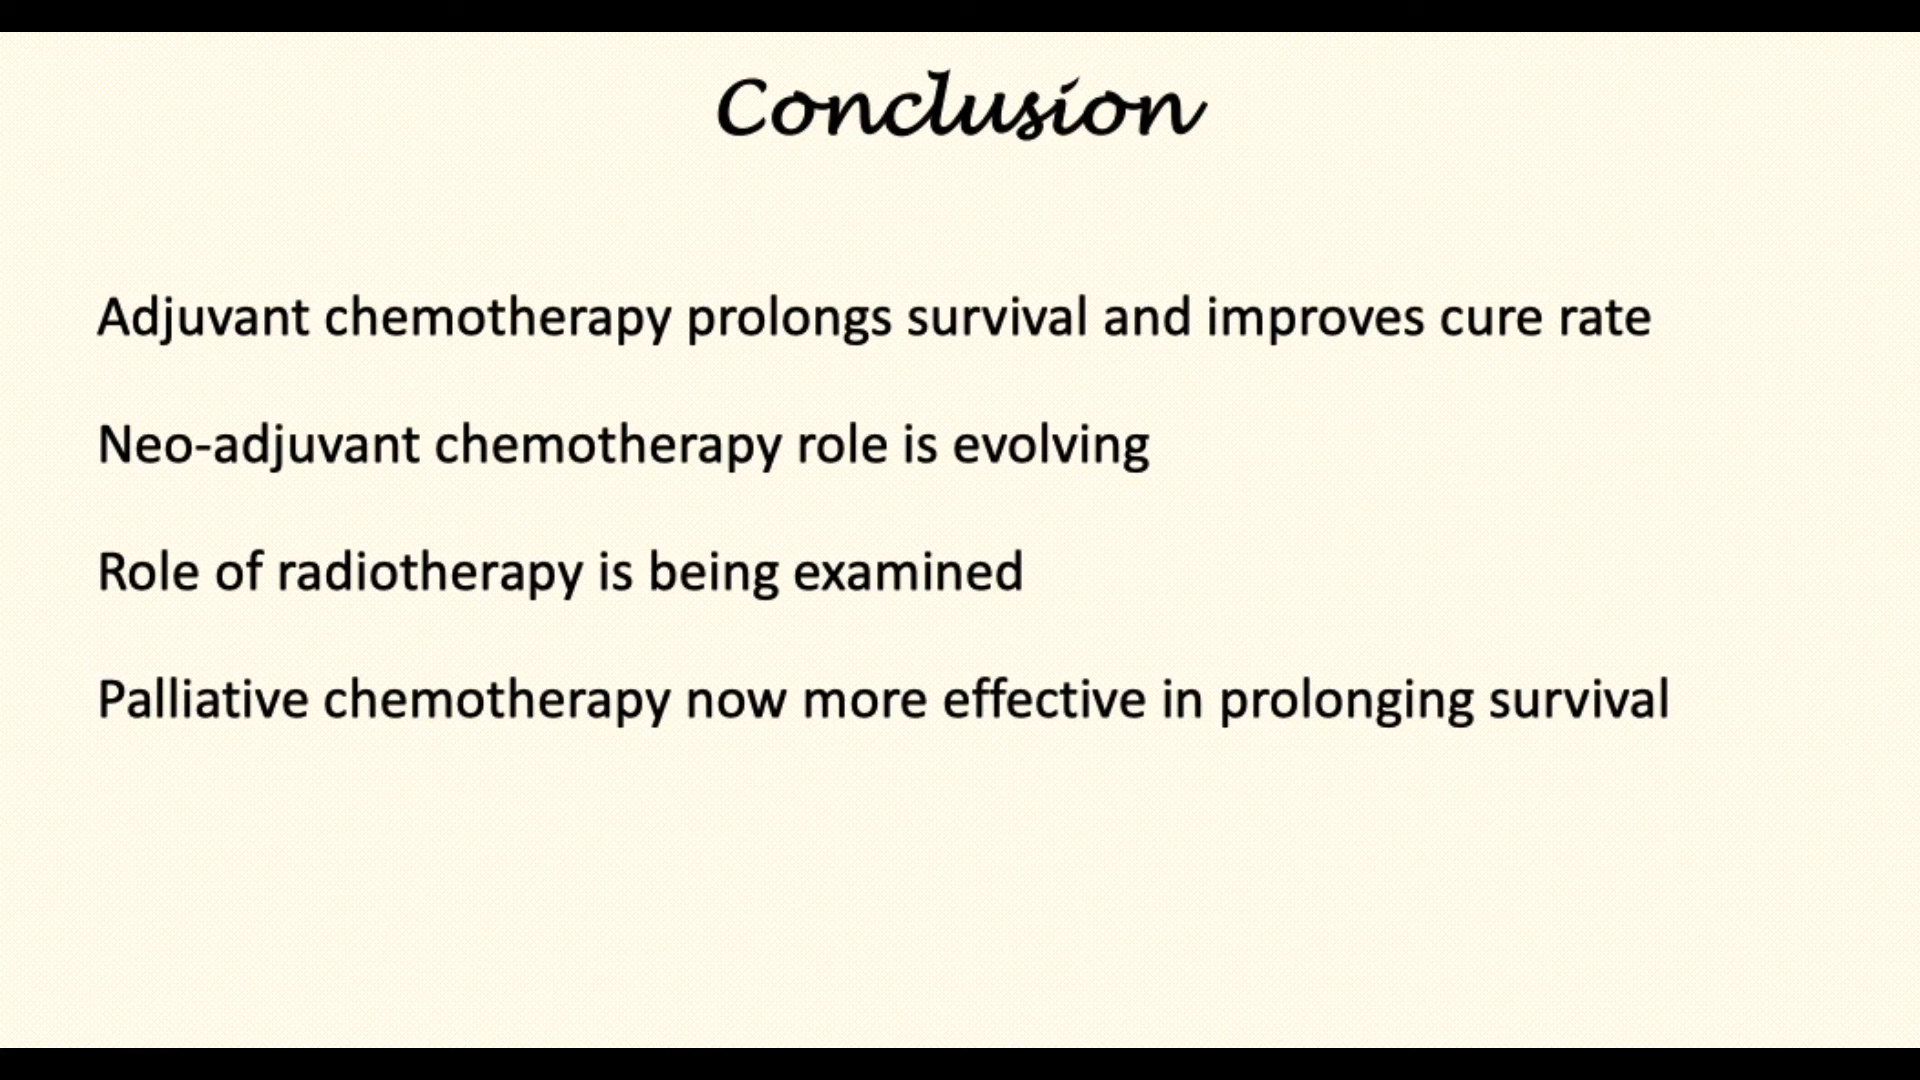 Conclusion
Adjuvant chemotherapy prolongs survival and improves cure rate
Neo-adjuvant chemotherapy role is evolving
Role of radiotherapy is being examined
Palliative chemotherapy now more effective in prolonging survival